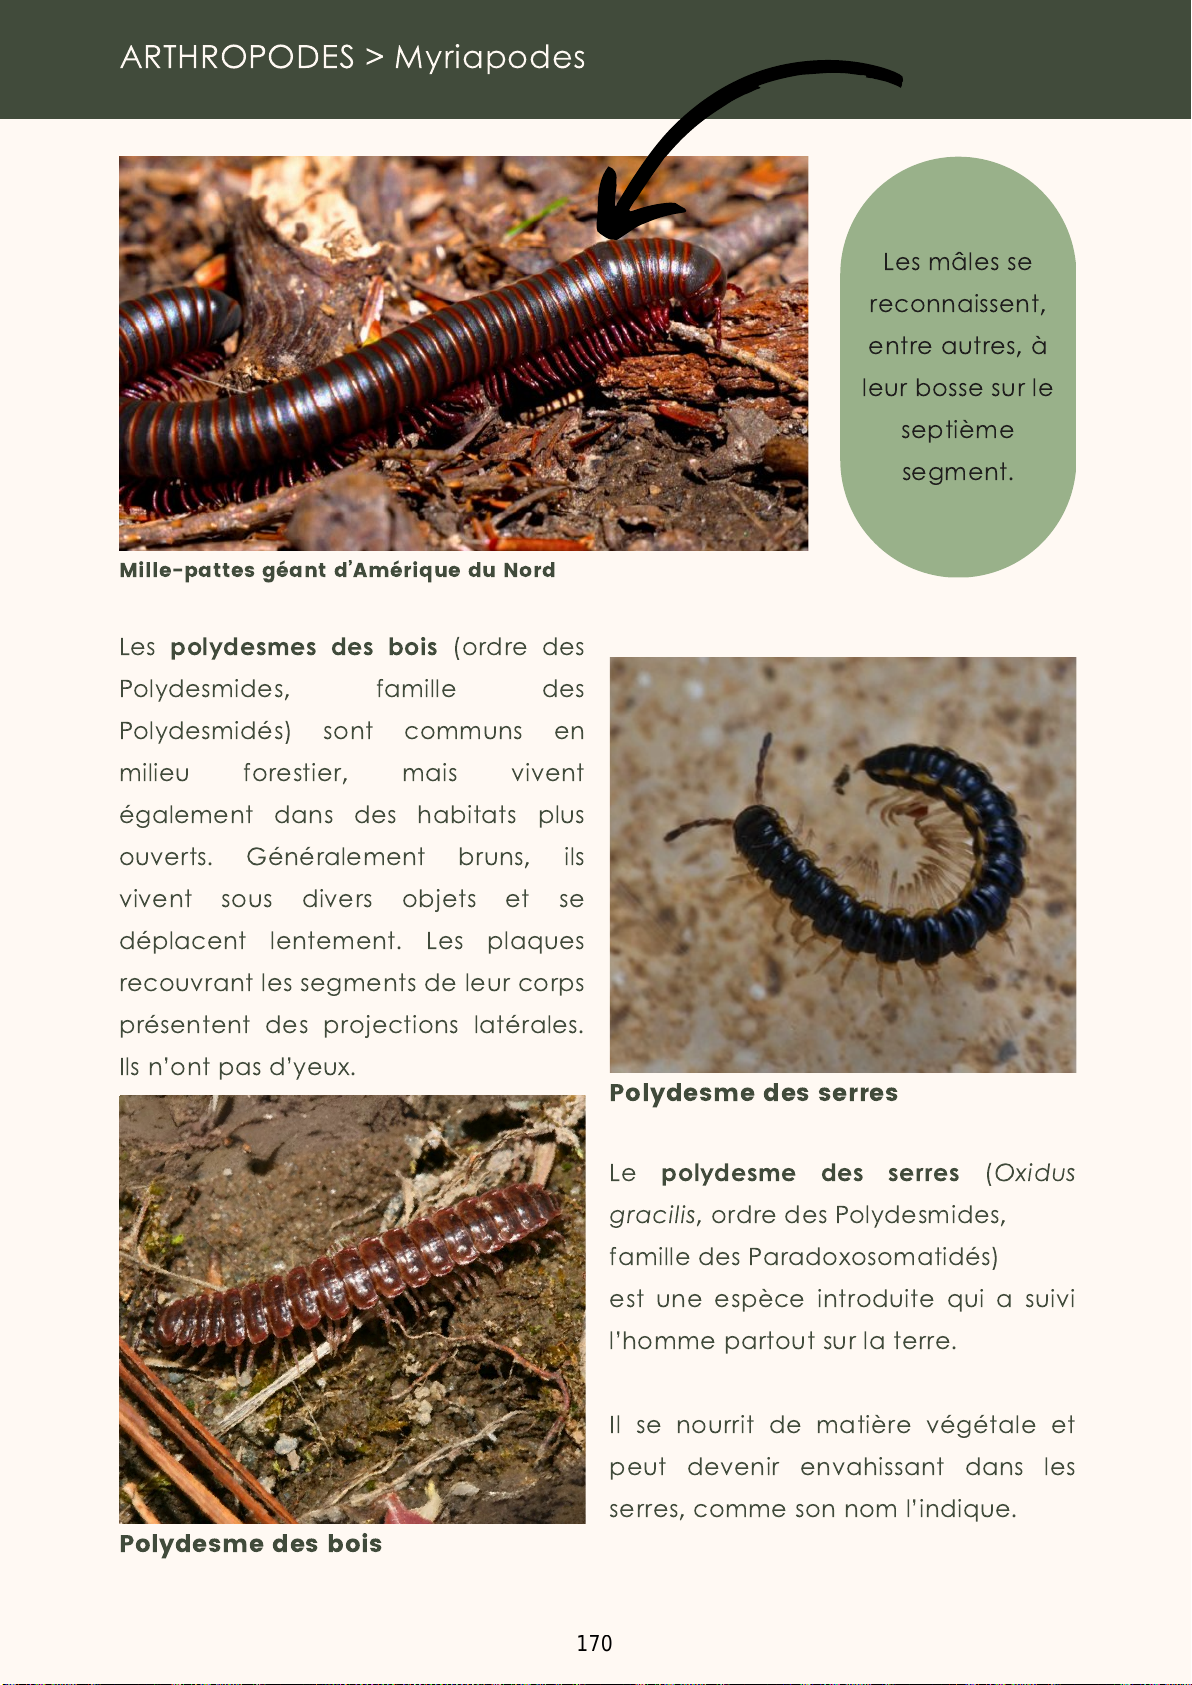 ARTHROPODES > Myriapodes
Les mâles se
reconnaissent,
entre autres, à
leur bosse sur le
septième
segment.
Mille-pattes géant d'Amérique du Nord
Les polydesmes des bois (ordre des
Polydesmides, famille des
Polydesmidés) sont communs en
milieu forestier, mais vivent
également dans des habitats plus
ouverts. Généralement bruns, ils
vivent sous divers objets et se
déplacent lentement. Les plaques
recouvrant les segments de leur corps
présentent des projections latérales.
Ils n'ont pas d'yeux.
Polydesme des bois
Polydesme des serres
Le polydesme des serres (Oxidus
gracilis, ordre des Polydesmides,
famille des Paradoxosomatidés)
est une espèce introduite qui a suivi
l'homme partout sur la terre.
Il se nourrit de matière végétale et
peut devenir envahissant dans les
serres, comme son nom l'indique.
170